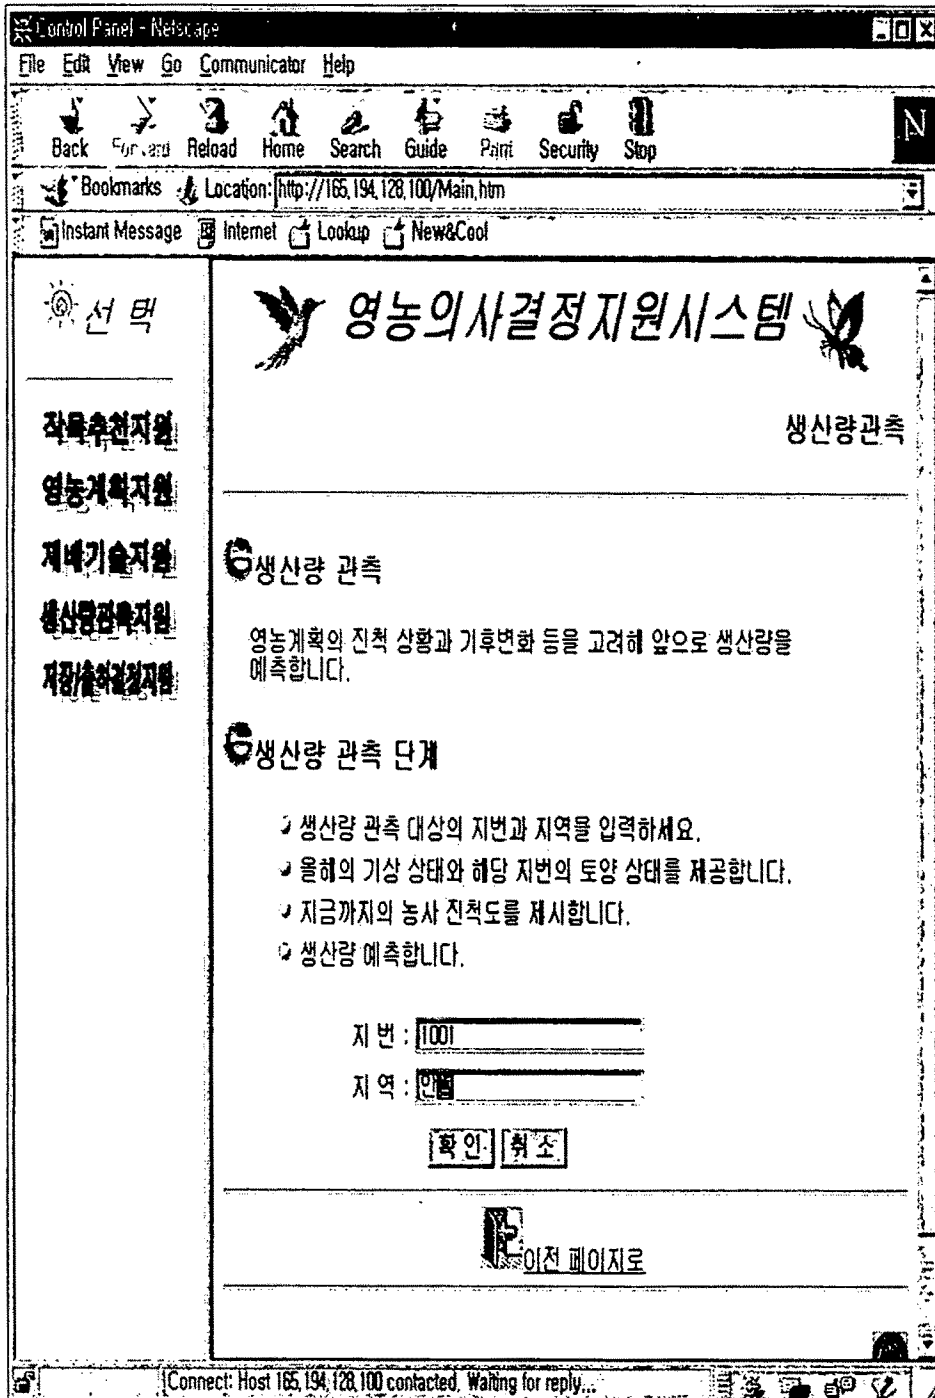 Control Panel - Netscape
File Edit View Go Communicator Help
Back Forward Reload Home Search Guide Print Security Stop
N
Bookmarks Location: http://165,194,128,100/Main,htm
Instant Message Internet Lookup New&Cool
선 택
작목추천지원
영농계획지원
재배기술지원
생산량관측지원
저장/출하결정지원
영농의사결정지원시스템
생산량관측
생산량 관측
영농계획의 진척 상황과 기후변화 등을 고려해 앞으로 생산량을
예측합니다.
생산량 관측 단계
생산량 관측 대상의 지번과 지역을 입력하세요.
올해의 기상 상태와 해당 지번의 토양 상태를 제공합니다.
지금까지의 농사 진척도를 제시합니다.
생산량 예측합니다.
지 번 : 1001
지 역 :
확 인 취 소
이전 페이지로
Connect: Host 165,194,128,100 contacted, Waiting for reply...